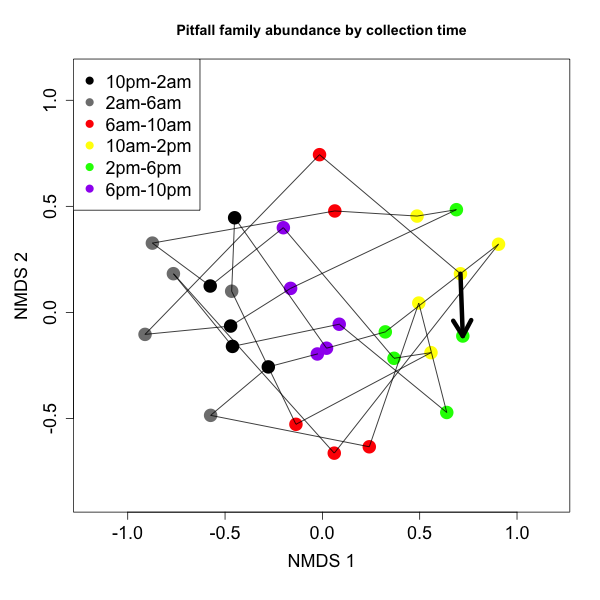 Pitfall family abundance by collection time
10pm-2am
2am-6am
6am-10am
10am-2pm
2pm-6pm
6pm-10pm
1.0
0.5
0.0
-0.5
NMDS 2
-1.0 -0.5 0.0 0.5 1.0
NMDS 1